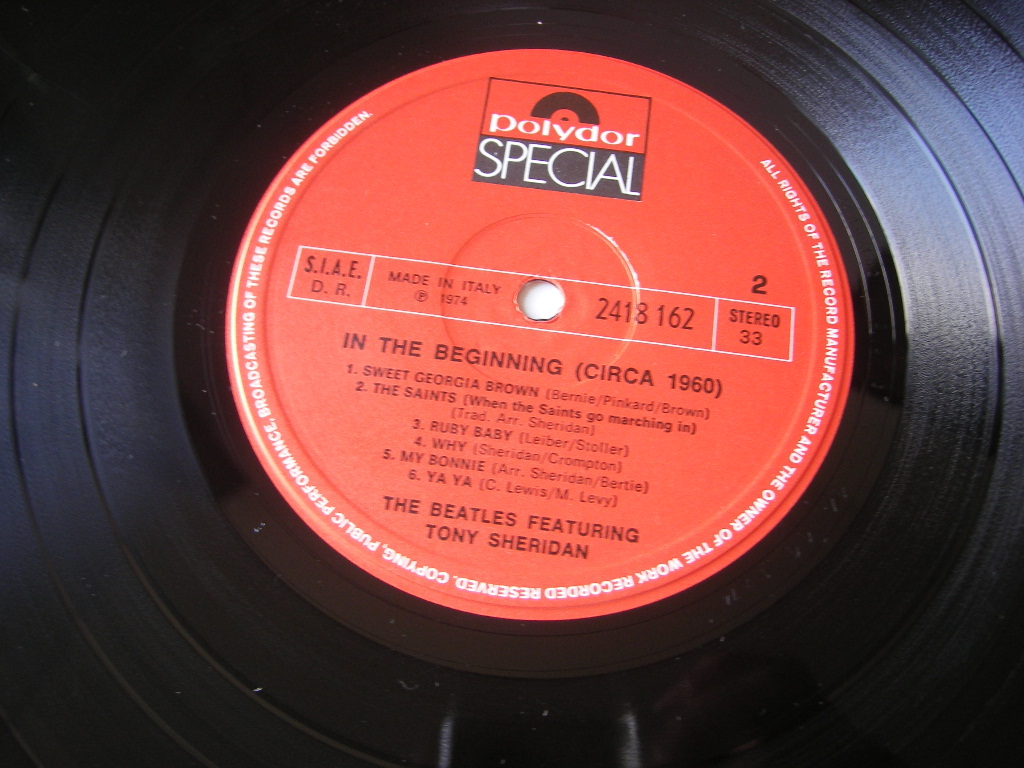 polydor
SPECIAL
S.I.A.E.
D. R.
MADE IN ITALY
℗ 1974
2418 162
2
STEREO
33
IN THE BEGINNING (CIRCA 1960)
1. SWEET GEORGIA BROWN (Bernie/Pinkard/Brown)
2. THE SAINTS (When the Saints go marching in)
(Trad. Arr. Sheridan)
3. RUBY BABY (Leiber/Stoller)
4. WHY (Sheridan/Crompton)
5. MY BONNIE (Arr. Sheridan/Bertie)
6. YA YA (C. Lewis/M. Levy)
THE BEATLES FEATURING
TONY SHERIDAN
ALL RIGHTS OF THE RECORD MANUFACTURER AND THE OWNER OF THE WORK RECORDED RESERVED. COPYING, PUBLIC PERFORMANCE, BROADCASTING OF THESE RECORDS ARE FORBIDDEN.